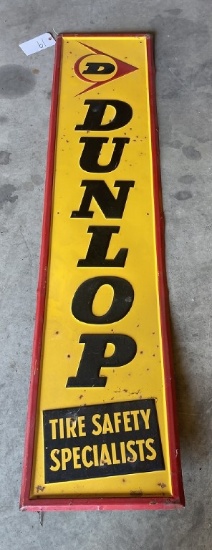 D
DUNLOP
TIRE SAFETY
SPECIALISTS